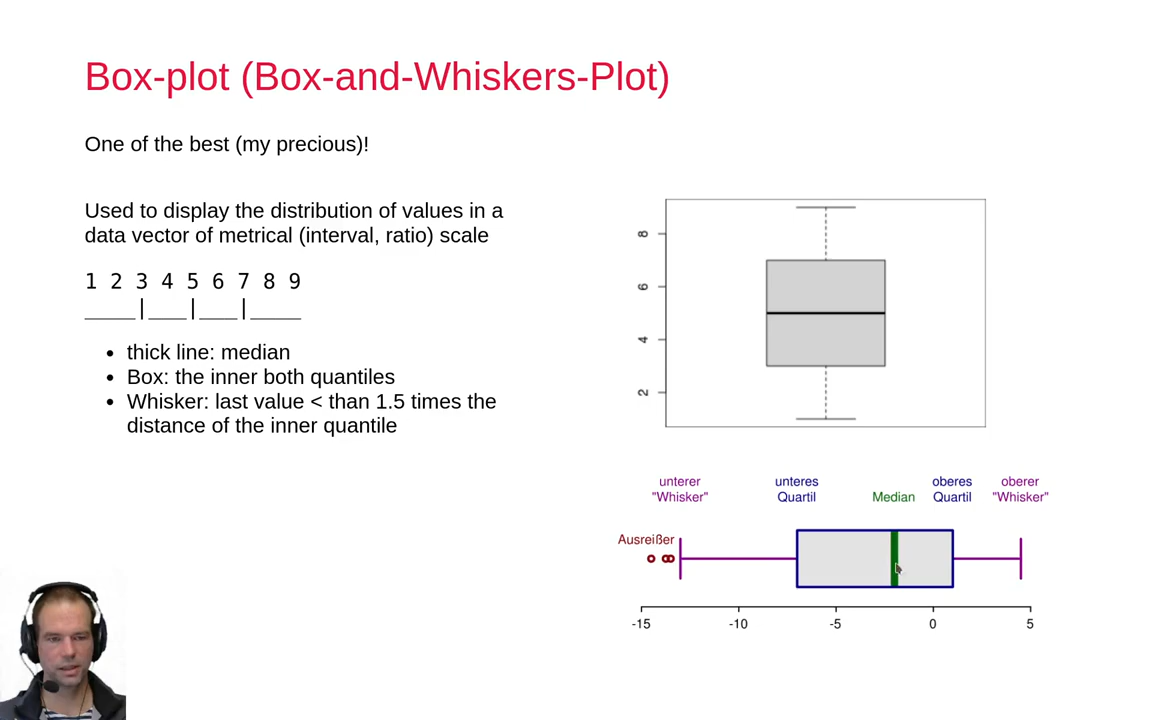 Box-plot (Box-and-Whiskers-Plot)
One of the best (my precious)!
Used to display the distribution of values in a
data vector of metrical (interval, ratio) scale
1 2 3 4 5 6 7 8 9
____|___|___|____
• thick line: median
• Box: the inner both quantiles
• Whisker: last value < than 1.5 times the
distance of the inner quantile
8
6
4
2
unterer
"Whisker"
unteres
Quartil
Median
oberes
Quartil
oberer
"Whisker"
Ausreißer
-15 -10 -5 0 5